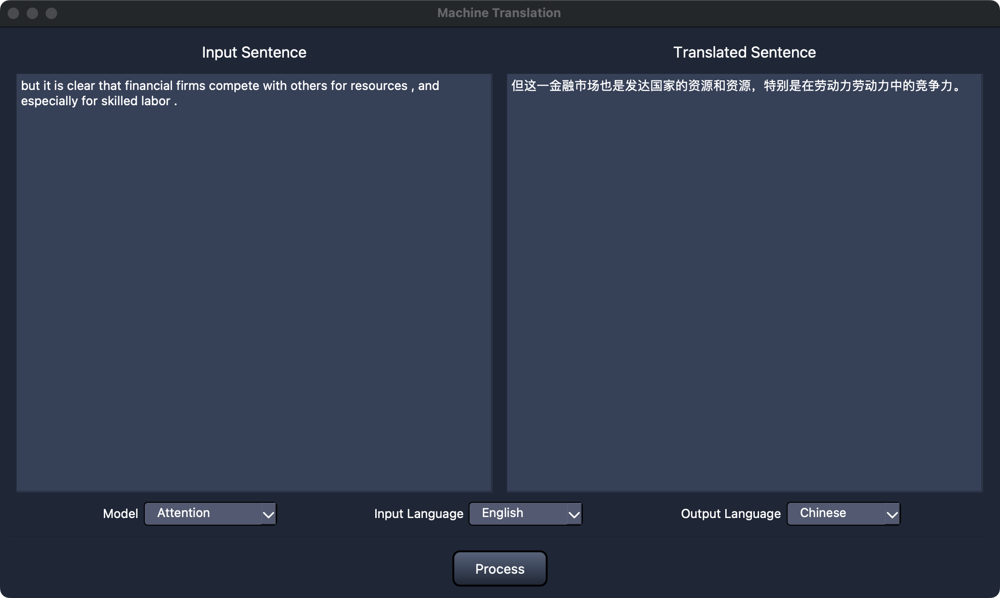 Machine Translation
Input Sentence
Translated Sentence
but it is clear that financial firms compete with others for resources , and
especially for skilled labor .
但这一金融市场也是发达国家的资源和资源，特别是在劳动力劳动力中的竞争力。
Model
Attention
Input Language
English
Output Language
Chinese
Process